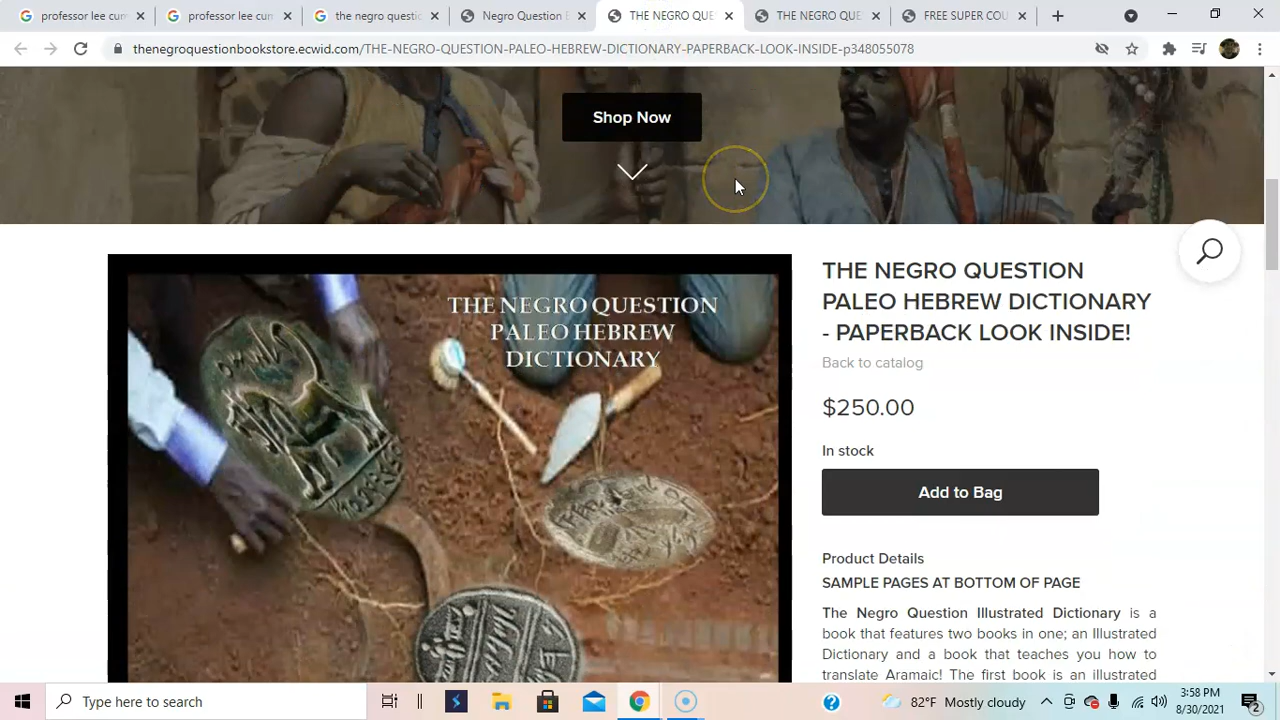 professor lee cum
professor lee cum
the negro questio
Negro Question E
THE NEGRO QUE
THE NEGRO QUE
FREE SUPER COU
thenegroquestionbookstore.ecwid.com/THE-NEGRO-QUESTION-PALEO-HEBREW-DICTIONARY-PAPERBACK-LOOK-INSIDE-p348055078
Shop Now
THE NEGRO QUESTION
PALEO HEBREW
DICTIONARY
THE NEGRO QUESTION
PALEO HEBREW DICTIONARY
- PAPERBACK LOOK INSIDE!
Back to catalog
$250.00
In stock
Add to Bag
Product Details
SAMPLE PAGES AT BOTTOM OF PAGE
The Negro Question Illustrated Dictionary is a
book that features two books in one; an Illustrated
Dictionary and a book that teaches you how to
translate Aramaic! The first book is an illustrated
Type here to search
82°F Mostly cloudy
3:58 PM
8/30/2021
2